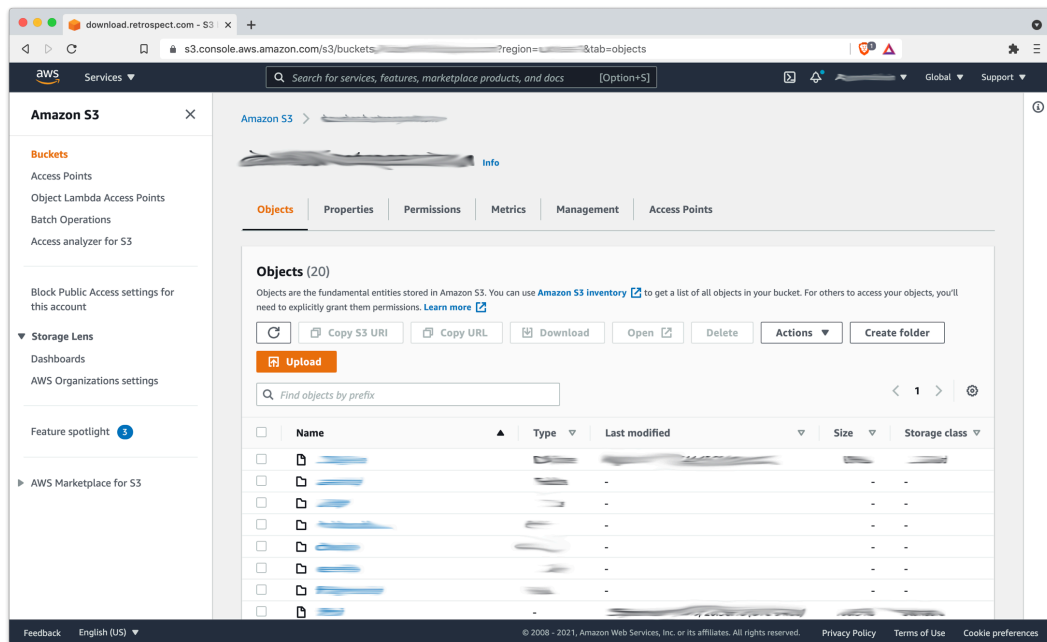 download.retrospect.com - S3
s3.console.aws.amazon.com/s3/buckets ?region= &tab=objects
aws Services ▼ Search for services, features, marketplace products, and docs [Option+S] Global ▼ Support ▼
Amazon S3
Buckets
Access Points
Object Lambda Access Points
Batch Operations
Access analyzer for S3
Block Public Access settings for
this account
Storage Lens
Dashboards
AWS Organizations settings
Feature spotlight 3
AWS Marketplace for S3
Amazon S3 >
Info
Objects Properties Permissions Metrics Management Access Points
Objects (20)
Objects are the fundamental entities stored in Amazon S3. You can use Amazon S3 inventory to get a list of all objects in your bucket. For others to access your objects, you'll
need to explicitly grant them permissions. Learn more
Copy S3 URI Copy URL Download Open Delete Actions ▼ Create folder
Upload
Find objects by prefix < 1 >
Name Type Last modified Size Storage class
- - -
- - -
- - -
- - -
- - -
- - -
-
Feedback English (US) ▼ © 2008 - 2021, Amazon Web Services, Inc. or its affiliates. All rights reserved. Privacy Policy Terms of Use Cookie preferences